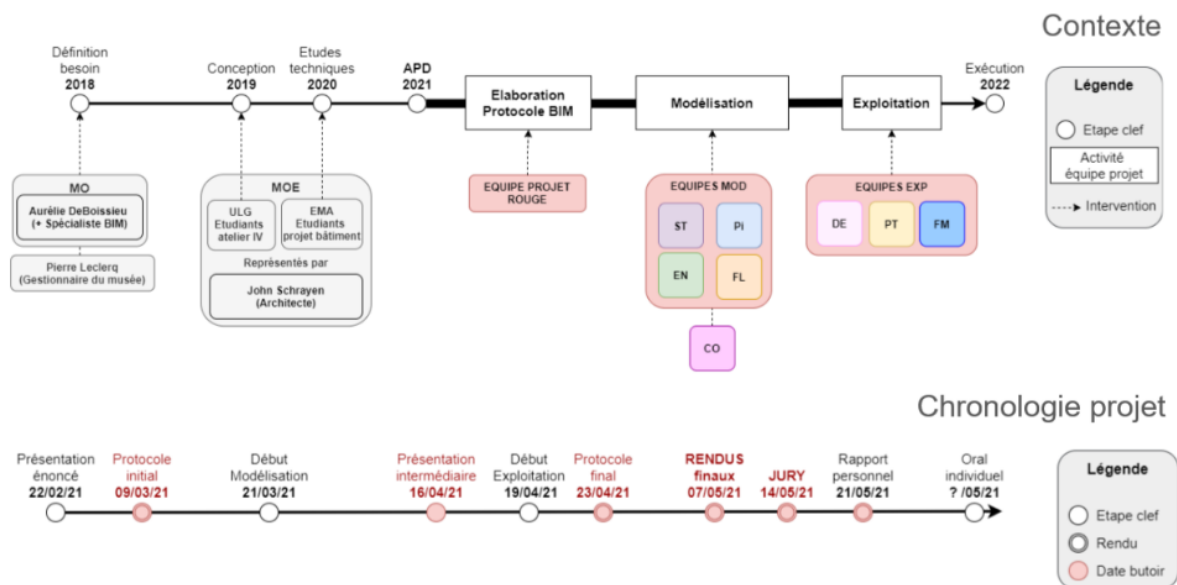 Contexte
Définition
besoin
2018
Conception
2019
Etudes
techniques
2020
APD
2021
Elaboration
Protocole BIM
Modélisation
Exploitation
Exécution
2022
Légende
Etape clef
Activité
équipe projet
Intervention
MO
Aurélie DeBoissieu
(+ Spécialiste BIM)
Pierre Leclerq
(Gestionnaire du musée)
MOE
ULG
Etudiants
atelier IV
EMA
Etudiants
projet bâtiment
Représentés par
John Schrayen
(Architecte)
EQUIPE PROJET
ROUGE
EQUIPES MOD
ST
Pi
EN
FL
CO
EQUIPES EXP
DE
PT
FM
Chronologie projet
Présentation
énoncé
22/02/21
Protocole
initial
09/03/21
Début
Modélisation
21/03/21
Présentation
intermédiaire
16/04/21
Début
Exploitation
19/04/21
Protocole
final
23/04/21
RENDUS
finaux
07/05/21
JURY
14/05/21
Rapport
personnel
21/05/21
Oral
individuel
? /05/21
Légende
Etape clef
Rendu
Date butoir